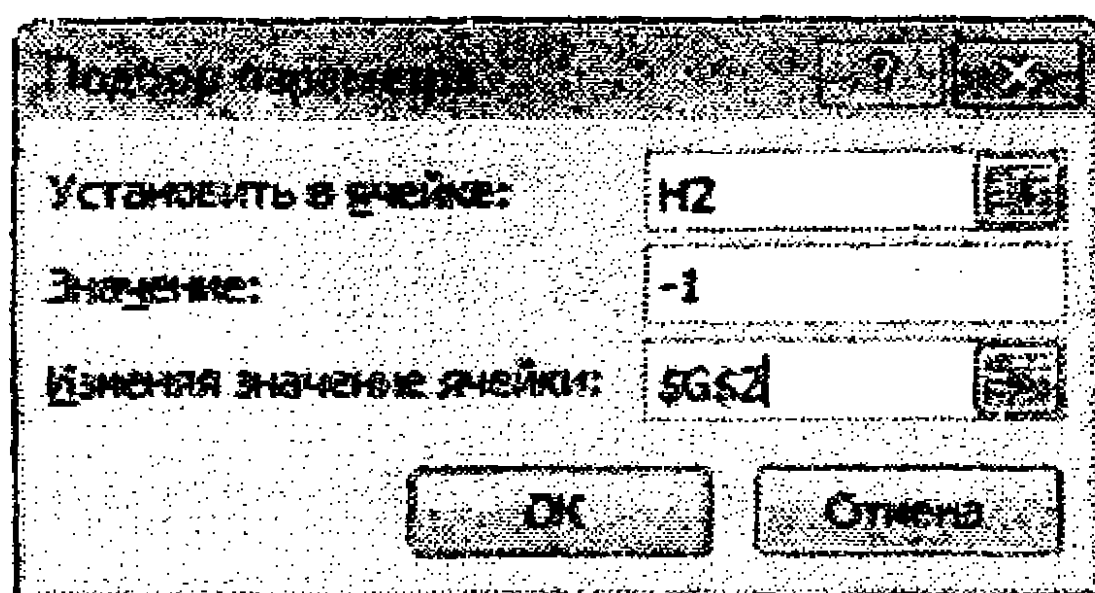 Подбор параметра ? X
Установить в ячейке: H2
Значение: -1
Изменяя значение ячейки: $G$2
OK Отмена